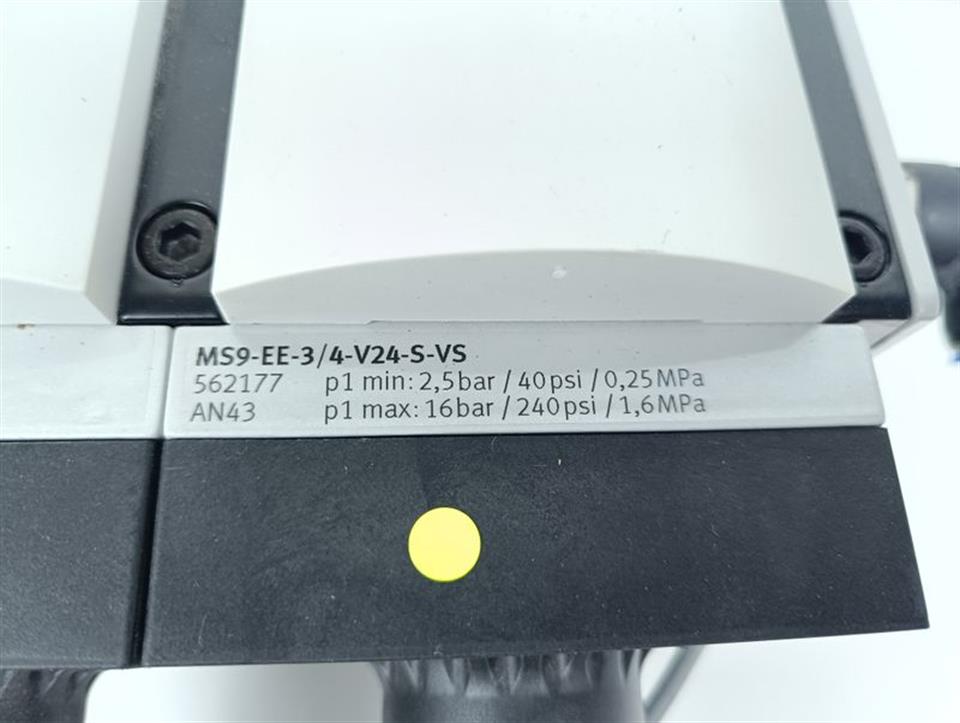 MS9-EE-3/4-V24-S-VS
562177 p1 min: 2,5bar / 40psi / 0,25MPa
AN43 p1 max: 16bar / 240psi / 1,6MPa